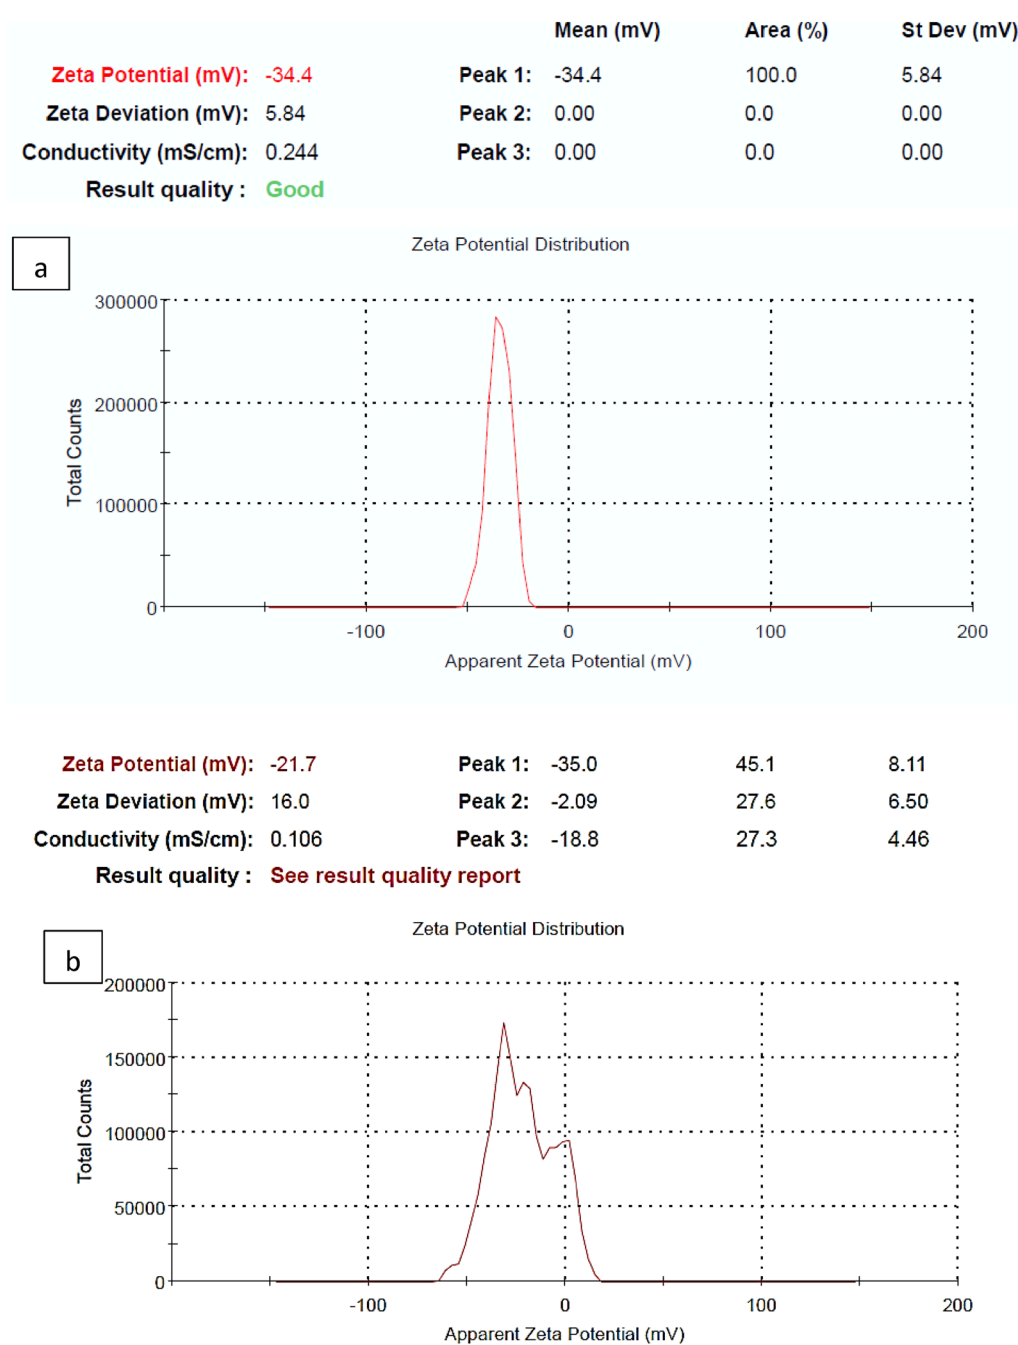 Mean (mV) Area (%) St Dev (mV)
Zeta Potential (mV): -34.4 Peak 1: -34.4 100.0 5.84
Zeta Deviation (mV): 5.84 Peak 2: 0.00 0.0 0.00
Conductivity (mS/cm): 0.244 Peak 3: 0.00 0.0 0.00
Result quality : Good
Zeta Potential Distribution
a
300000
200000
100000
0
Total Counts
-100 0 100 200
Apparent Zeta Potential (mV)
Zeta Potential (mV): -21.7 Peak 1: -35.0 45.1 8.11
Zeta Deviation (mV): 16.0 Peak 2: -2.09 27.6 6.50
Conductivity (mS/cm): 0.106 Peak 3: -18.8 27.3 4.46
Result quality : See result quality report
Zeta Potential Distribution
b
200000
150000
100000
50000
0
Total Counts
-100 0 100 200
Apparent Zeta Potential (mV)